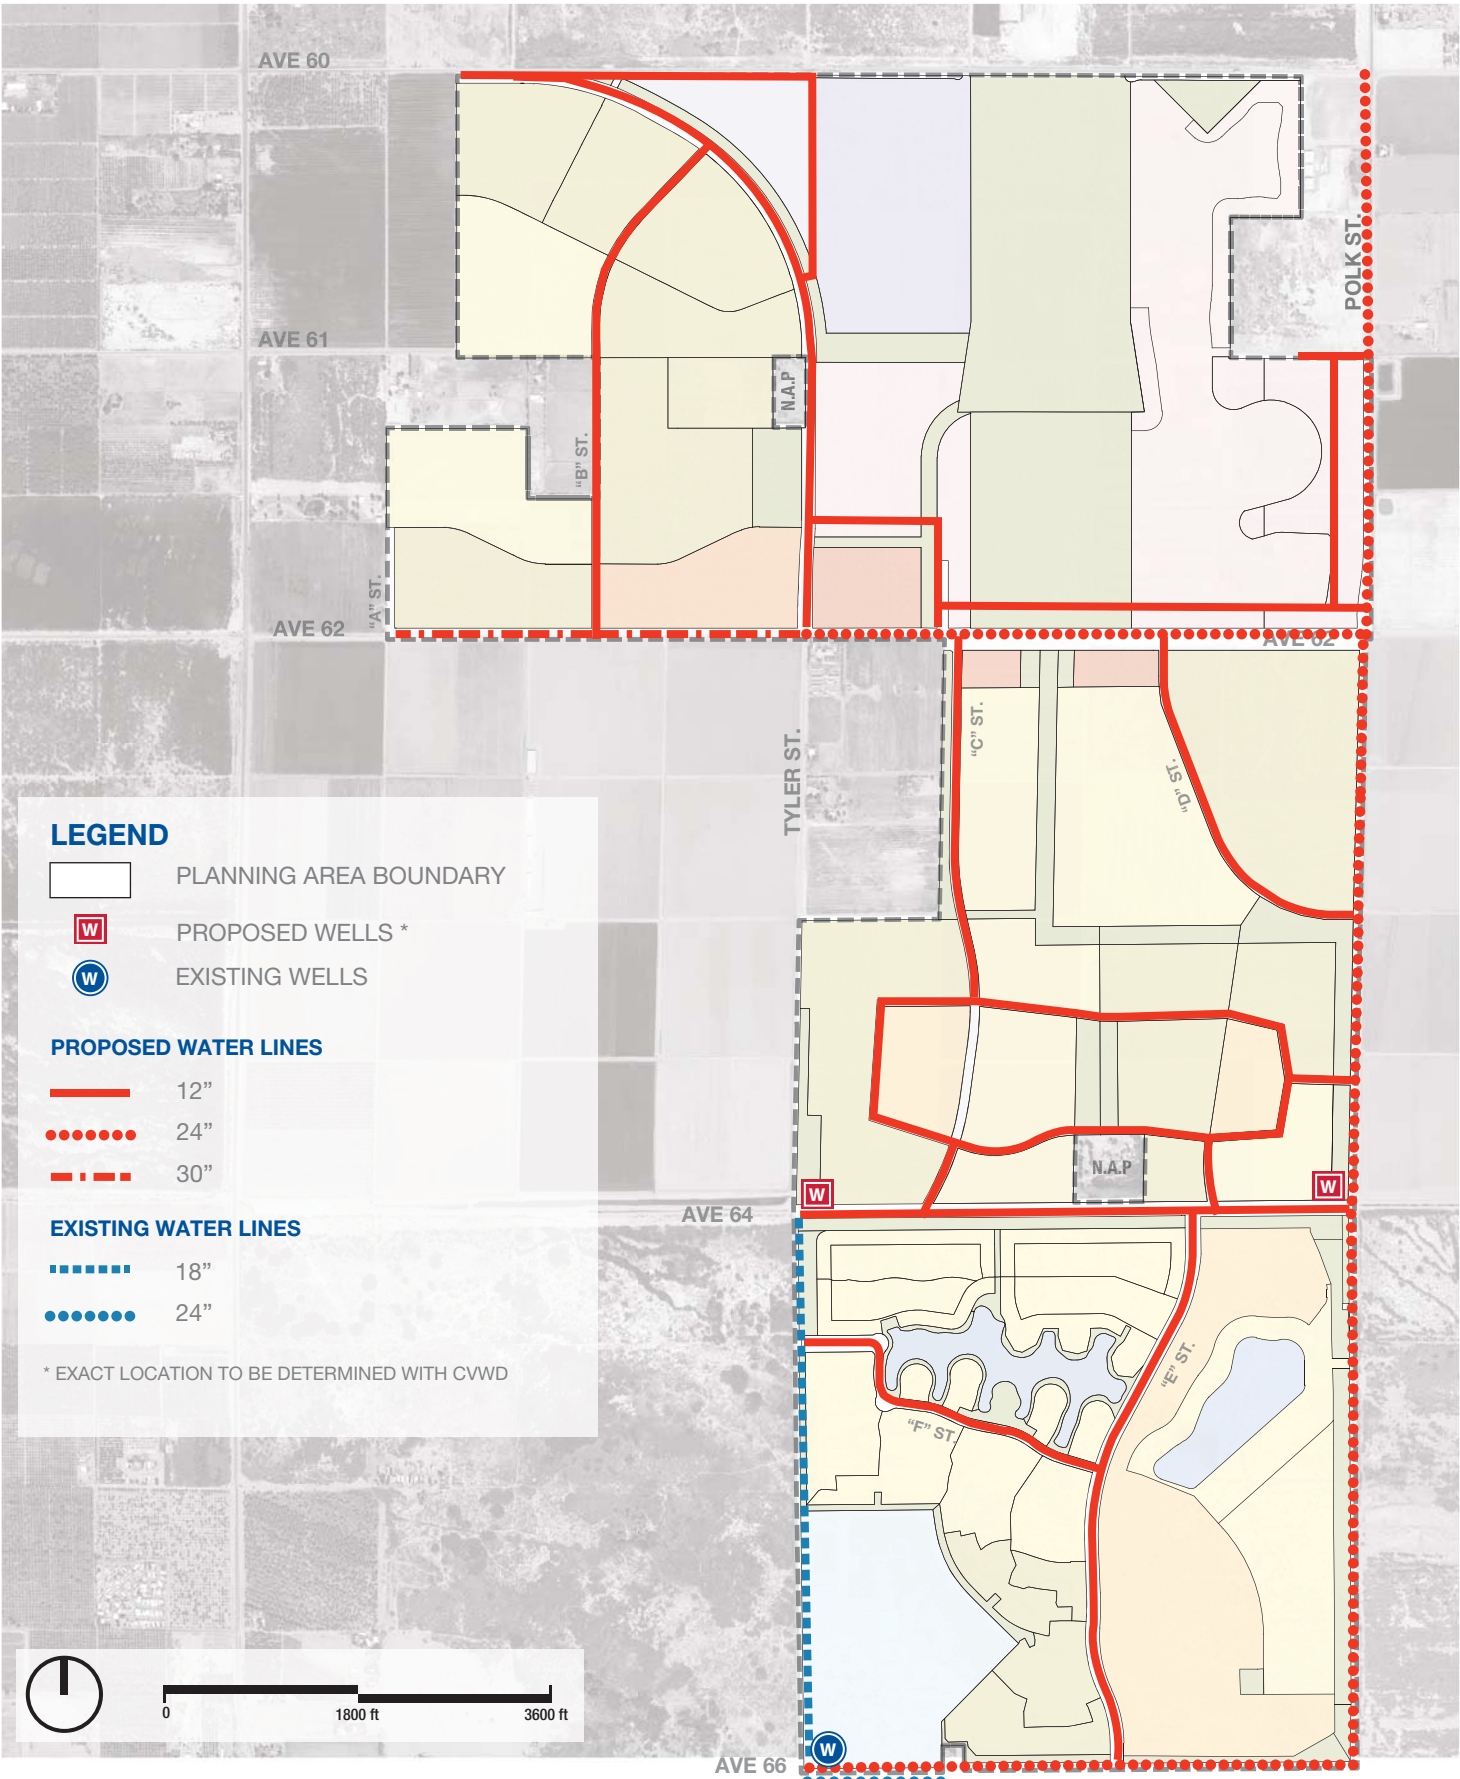 AVE 60
POLK ST.
AVE 61
N.A.P
"B" ST.
"A" ST.
AVE 62
AVE 62
"C" ST.
TYLER ST.
"D" ST.
LEGEND
PLANNING AREA BOUNDARY
W PROPOSED WELLS *
W EXISTING WELLS
PROPOSED WATER LINES
12"
24"
30"
EXISTING WATER LINES
18"
24"
* EXACT LOCATION TO BE DETERMINED WITH CVWD
N.A.P
W
W
AVE 64
"E" ST.
"F" ST.
0 1800 ft 3600 ft
W
AVE 66